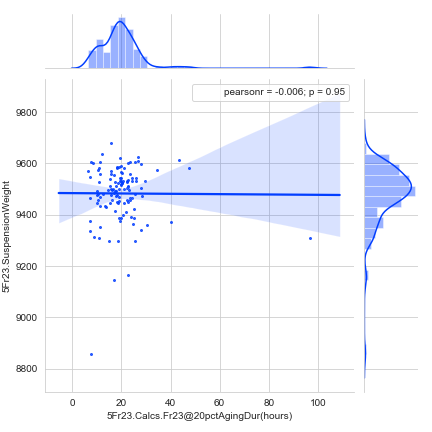 pearsonr = -0.006; p = 0.95
9800
9600
9400
9200
9000
8800
5Fr23.SuspensionWeight
0 20 40 60 80 100
5Fr23.Calcs.Fr23@20pctAgingDur(hours)